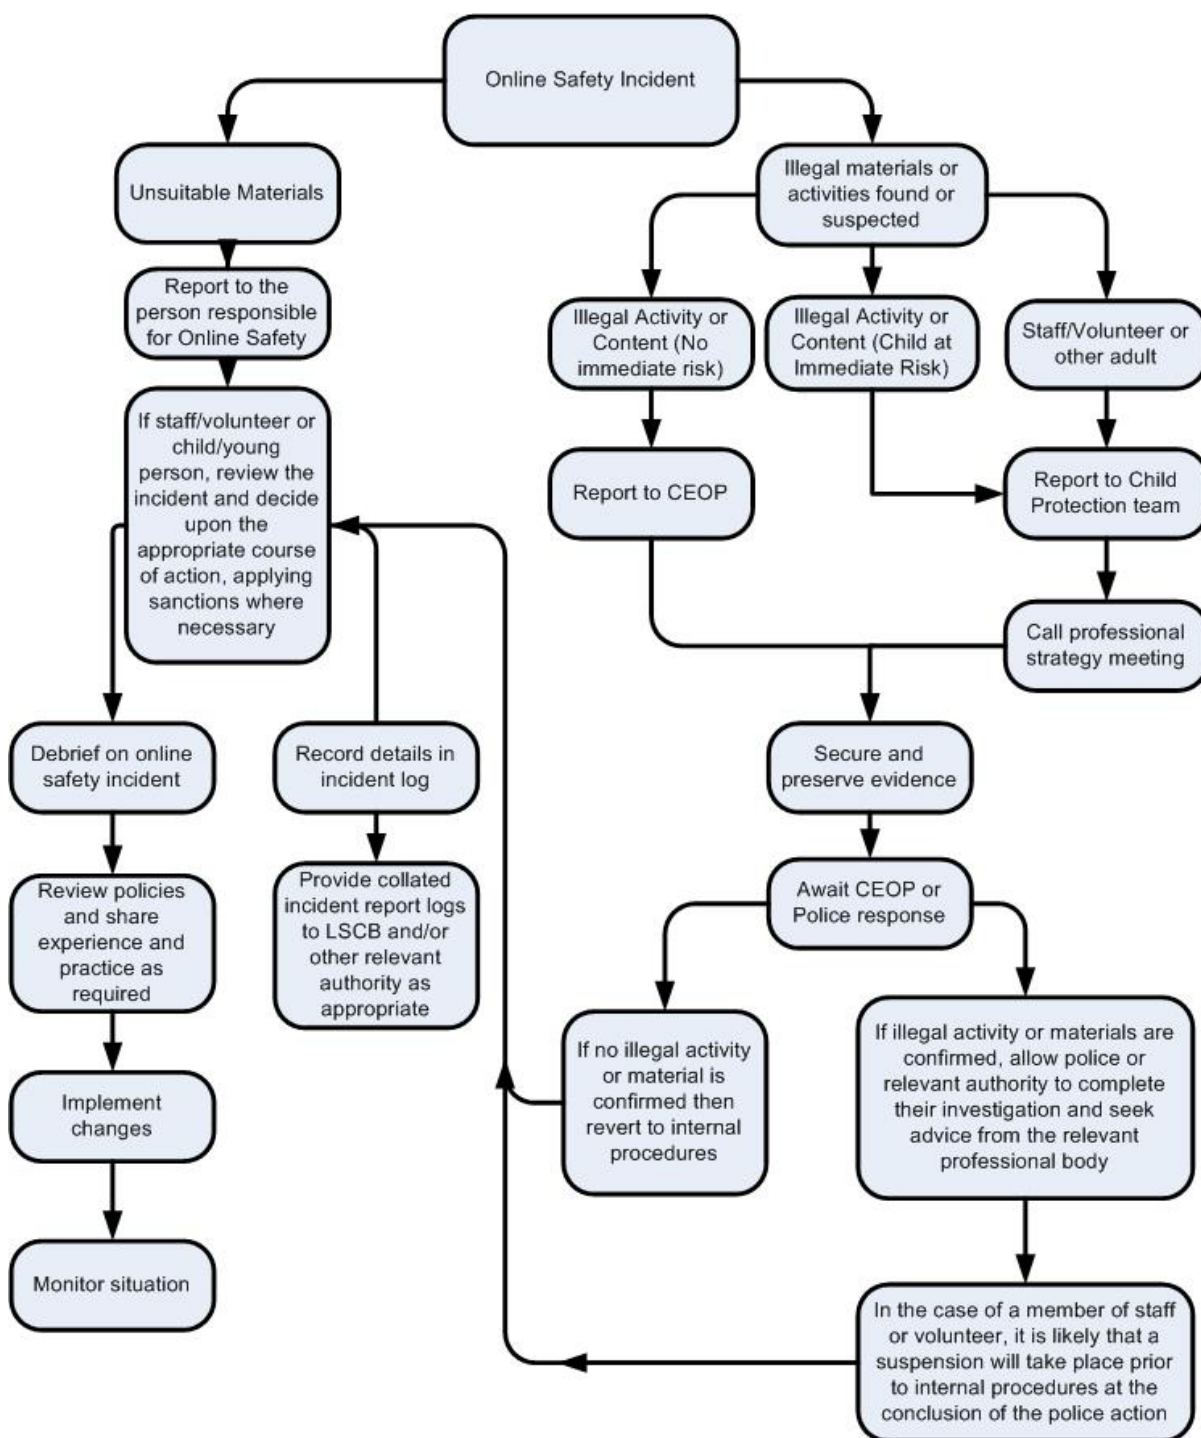 Online Safety Incident
Unsuitable Materials
Illegal materials or
activities found or
suspected
Report to the
person responsible
for Online Safety
Illegal Activity or
Content (No
immediate risk)
Illegal Activity or
Content (Child at
Immediate Risk)
Staff/Volunteer or
other adult
If staff/volunteer or
child/young
person, review the
incident and decide
upon the
appropriate course
of action, applying
sanctions where
necessary
Report to CEOP
Report to Child
Protection team
Call professional
strategy meeting
Debrief on online
safety incident
Record details in
incident log
Secure and
preserve evidence
Review policies
and share
experience and
practice as
required
Provide collated
incident report logs
to LSCB and/or
other relevant
authority as
appropriate
Await CEOP or
Police response
If no illegal activity
or material is
confirmed then
revert to internal
procedures
If illegal activity or materials are
confirmed, allow police or
relevant authority to complete
their investigation and seek
advice from the relevant
professional body
Implement
changes
Monitor situation
In the case of a member of staff
or volunteer, it is likely that a
suspension will take place prior
to internal procedures at the
conclusion of the police action